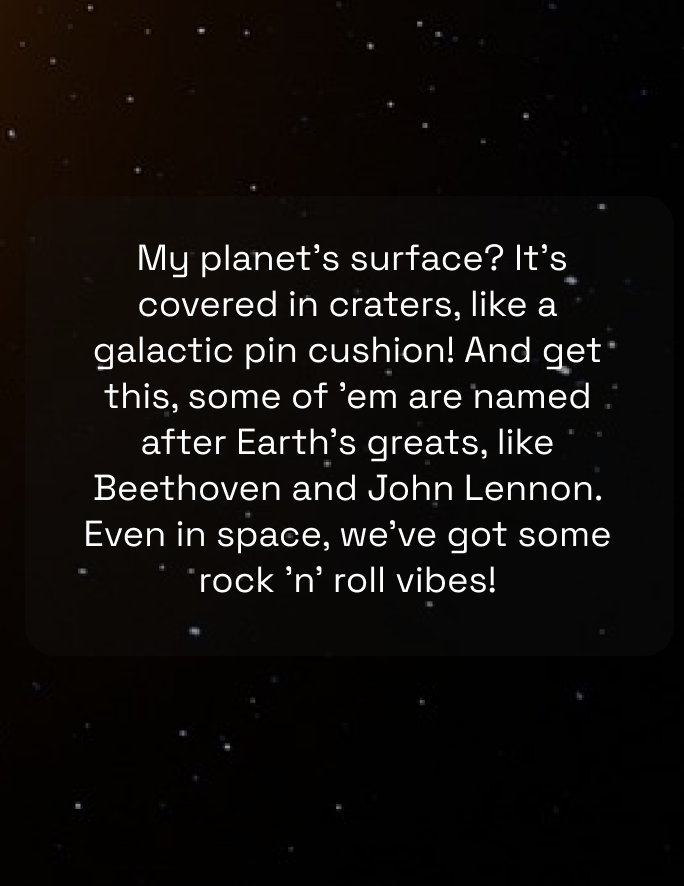 My planet’s surface? It’s
covered in craters, like a
galactic pin cushion! And get
this, some of ’em are named
after Earth’s greats, like
Beethoven and John Lennon.
Even in space, we’ve got some
rock ’n’ roll vibes!